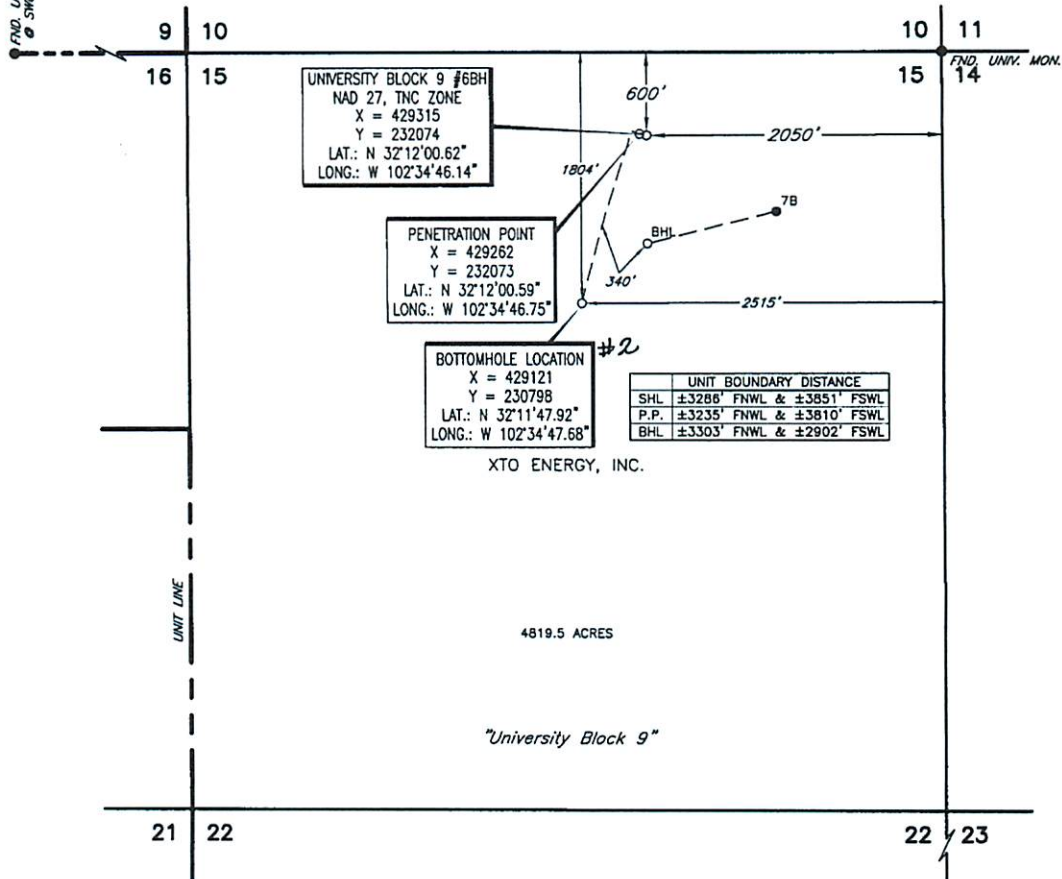 FND. U
@ SW
9 10
10 11
16 15
15 14
FND. UNIV. MON.
UNIVERSITY BLOCK 9 #6BH
NAD 27, TNC ZONE
X = 429315
Y = 232074
LAT.: N 32°12'00.62"
LONG.: W 102°34'46.14"
600'
2050'
1804'
7B
PENETRATION POINT
X = 429262
Y = 232073
LAT.: N 32°12'00.59"
LONG.: W 102°34'46.75"
BHL
340'
2515'
BOTTOMHOLE LOCATION
X = 429121
Y = 230798
LAT.: N 32°11'47.92"
LONG.: W 102°34'47.68"
#2
UNIT BOUNDARY DISTANCE
SHL ±3286' FNWL & ±3851' FSWL
P.P. ±3235' FNWL & ±3810' FSWL
BHL ±3303' FNWL & ±2902' FSWL
XTO ENERGY, INC.
UNIT LINE
4819.5 ACRES
"University Block 9"
21 22
22 23